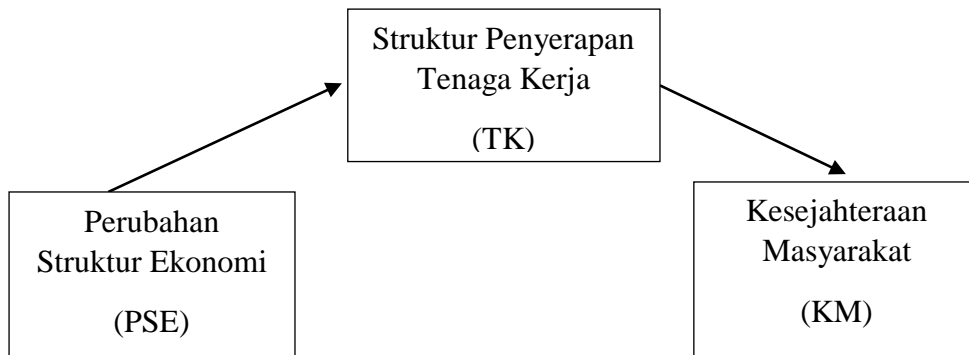 Struktur Penyerapan
Tenaga Kerja
(TK)
Perubahan
Struktur Ekonomi
(PSE)
Kesejahteraan
Masyarakat
(KM)